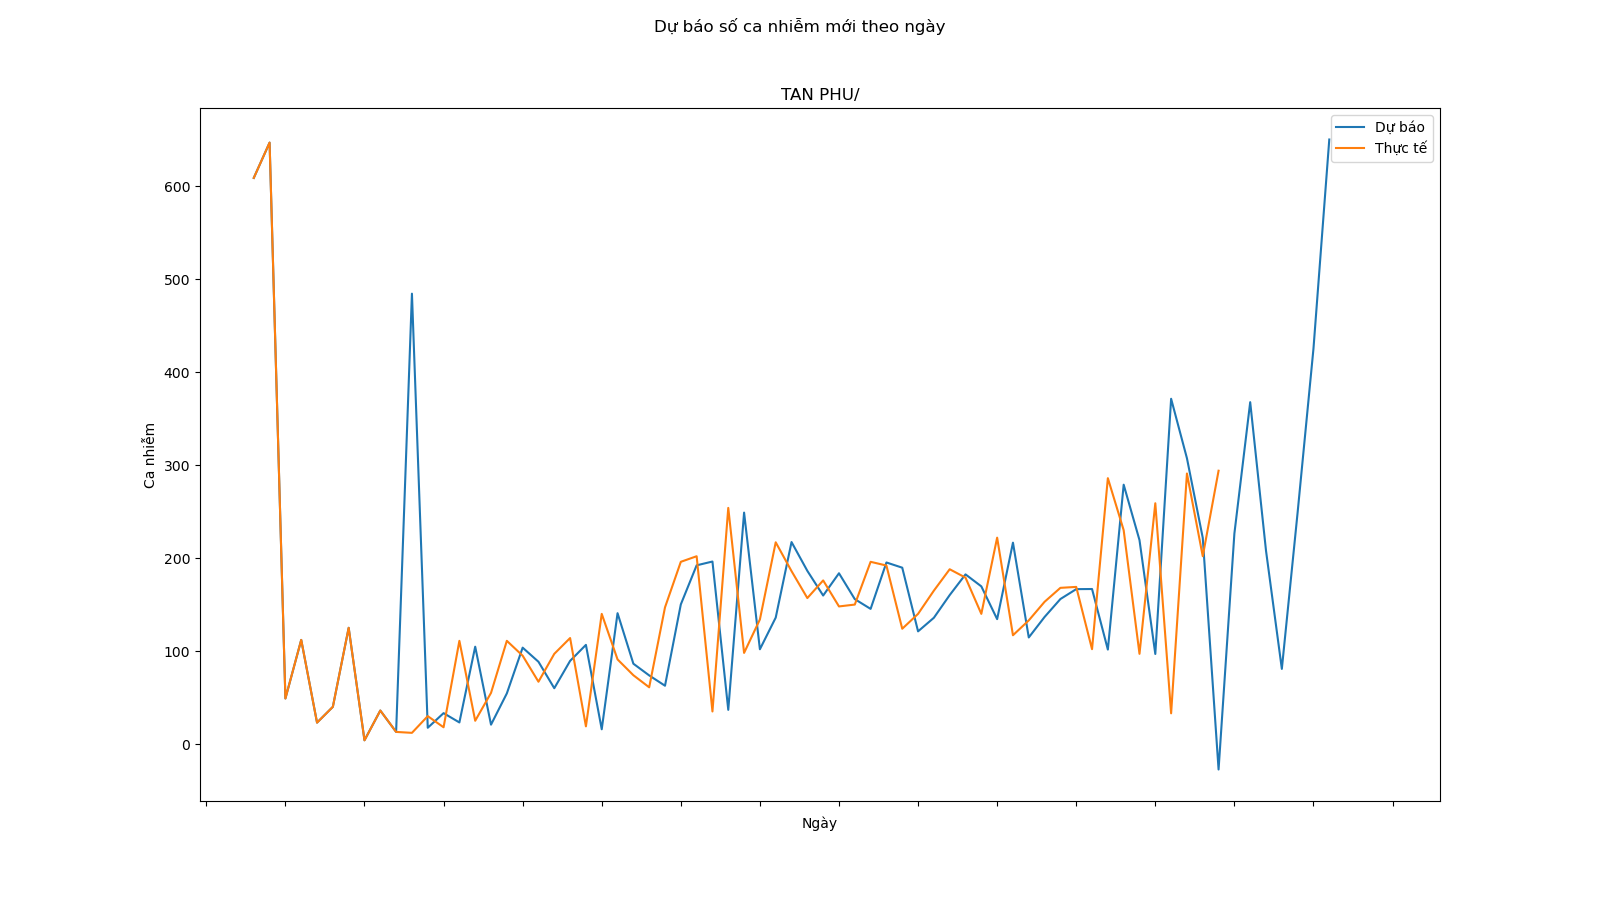 Dự báo số ca nhiễm mới theo ngày
TAN PHU/
Dự báo
Thực tế
600
500
400
300
200
100
0
Ca nhiễm
Ngày